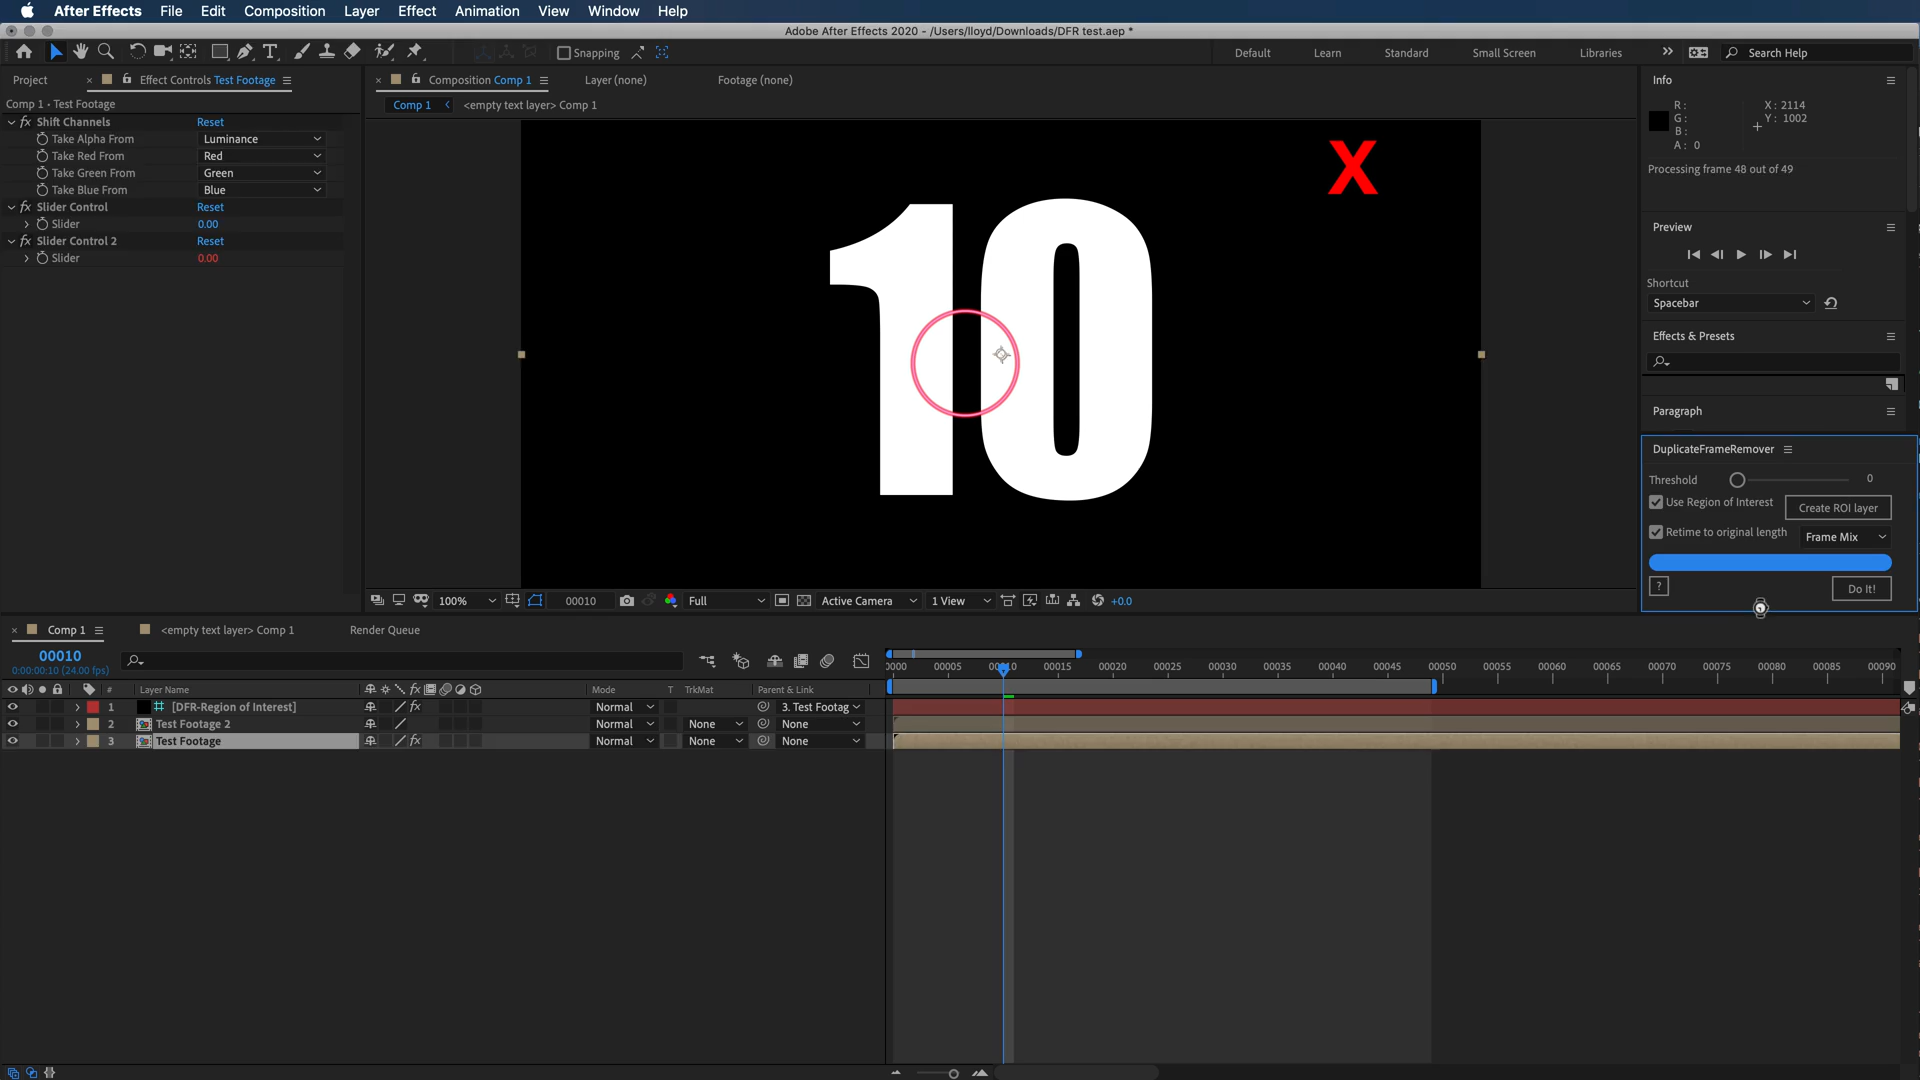 After Effects File Edit Composition Layer Effect Animation View Window Help
Adobe After Effects 2020 - /Users/lloyd/Downloads/DFR test.aep *
Snapping Default Learn Standard Small Screen Libraries Search Help
Project Effect Controls Test Footage
Comp 1 · Test Footage
Shift Channels Reset
Take Alpha From Luminance
Take Red From Red
Take Green From Green
Take Blue From Blue
Slider Control Reset
Slider 0.00
Slider Control 2 Reset
Slider 0.00
Composition Comp 1 Layer (none) Footage (none)
Comp 1 <empty text layer> Comp 1
X
10
100% 00010 Full Active Camera 1 View +0.0
Info
R: X: 2114
G: Y: 1002
B:
A: 0
Processing frame 48 out of 49
Preview
Shortcut
Spacebar
Effects & Presets
Paragraph
DuplicateFrameRemover
Threshold 0
Use Region of Interest Create ROI layer
Retime to original length Frame Mix
? Do It!
Comp 1 <empty text layer> Comp 1 Render Queue
00010
0:00:00:10 (24.00 fps)
0000 00005 00010 00015 00020 00025 00030 00035 00040 00045 00050 00055 00060 00065 00070 00075 00080 00085 00090
# Layer Name fx Mode T TrkMat Parent & Link
1 [DFR-Region of Interest] fx Normal 3. Test Footag
2 Test Footage 2 Normal None None
3 Test Footage fx Normal None None